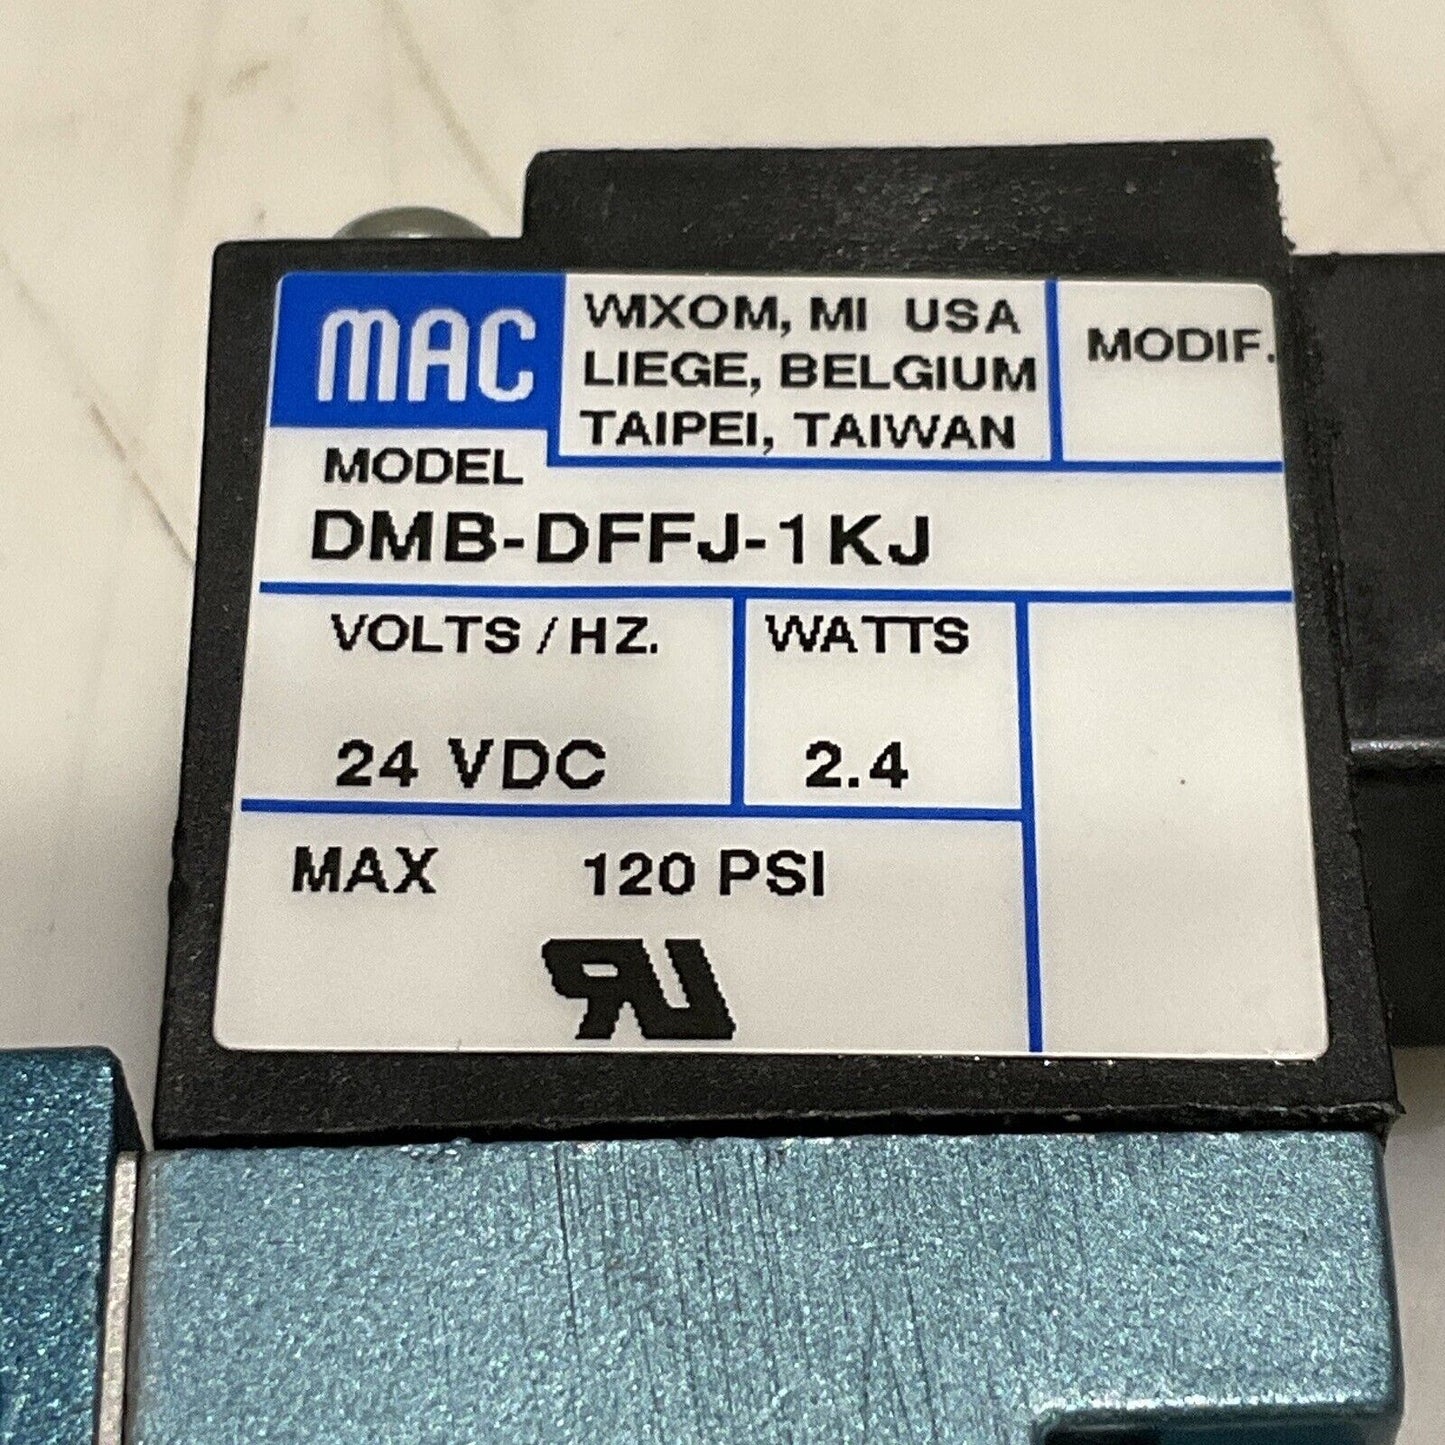 MAC
WIXOM, MI USA
LIEGE, BELGIUM
TAIPEI, TAIWAN
MODIF.
MODEL
DMB-DFFJ-1KJ
VOLTS / HZ.
WATTS
24 VDC
2.4
MAX 120 PSI